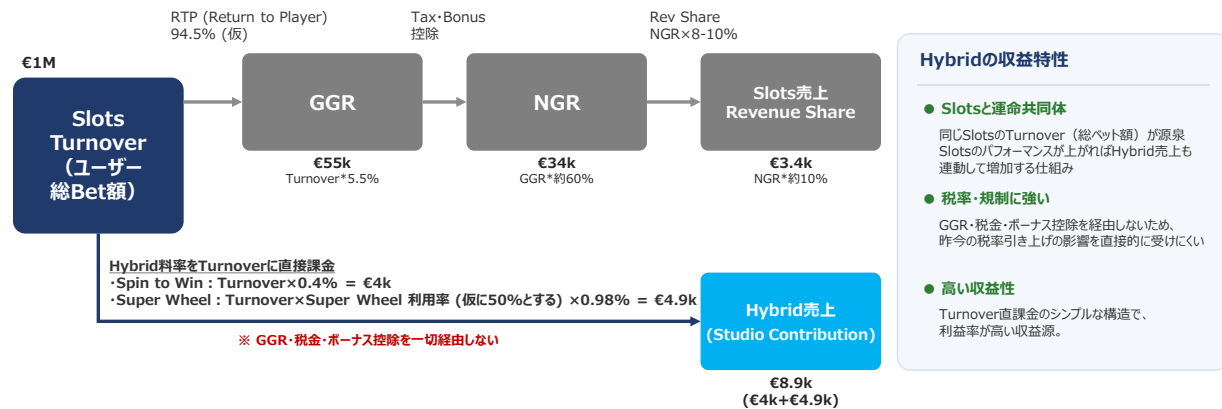 RTP (Return to Player)
94.5% (仮)
Tax・Bonus
控除
Rev Share
NGR×8-10%
€1M
Slots
Turnover
（ユーザー
総Bet額）
GGR
NGR
Slots売上
Revenue Share
€55k
Turnover*5.5%
€34k
GGR*約60%
€3.4k
NGR*約10%
Hybrid料率をTurnoverに直接課金
・Spin to Win：Turnover×0.4% ＝ €4k
・Super Wheel：Turnover×Super Wheel 利用率 (仮に50%とする) ×0.98% ＝ €4.9k
※ GGR・税金・ボーナス控除を一切経由しない
Hybrid売上
(Studio Contribution)
€8.9k
(€4k+€4.9k)
Hybridの収益特性
● Slotsと運命共同体
同じSlotsのTurnover（総ベット額）が源泉
Slotsのパフォーマンスが上がればHybrid売上も
連動して増加する仕組み
● 税率・規制に強い
GGR・税金・ボーナス控除を経由しないため、
昨今の税率引き上げの影響を直接的に受けにくい
● 高い収益性
Turnover直課金のシンプルな構造で、
利益率が高い収益源。